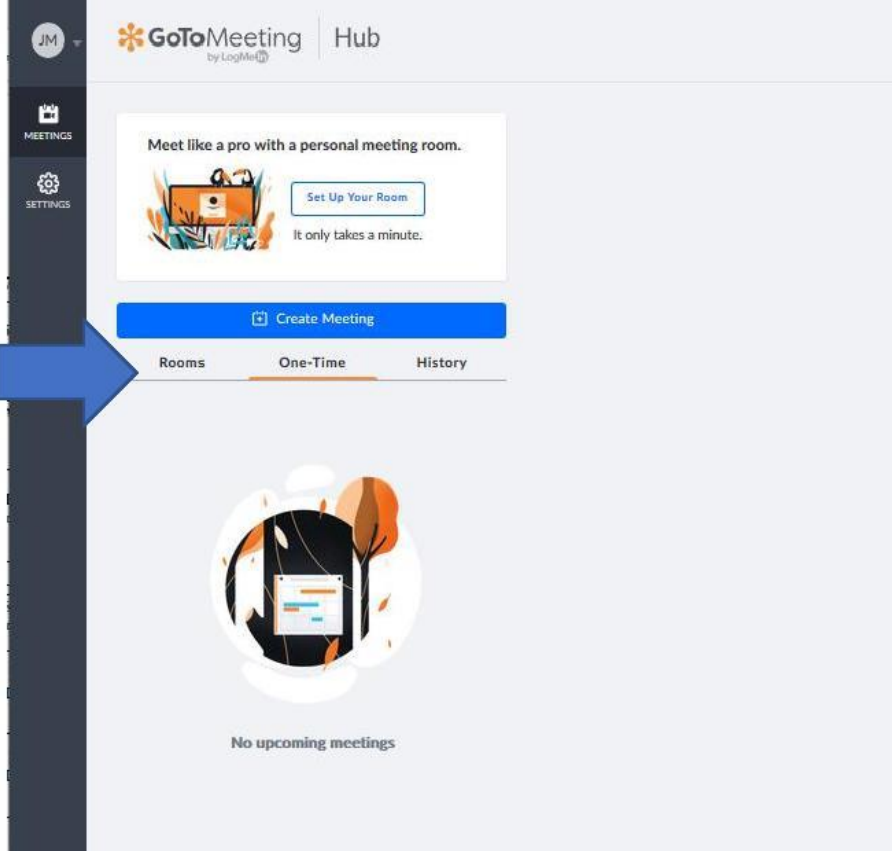 JM
GoToMeeting Hub
by LogMeIn
MEETINGS
SETTINGS
Meet like a pro with a personal meeting room.
Set Up Your Room
It only takes a minute.
Create Meeting
Rooms One-Time History
No upcoming meetings